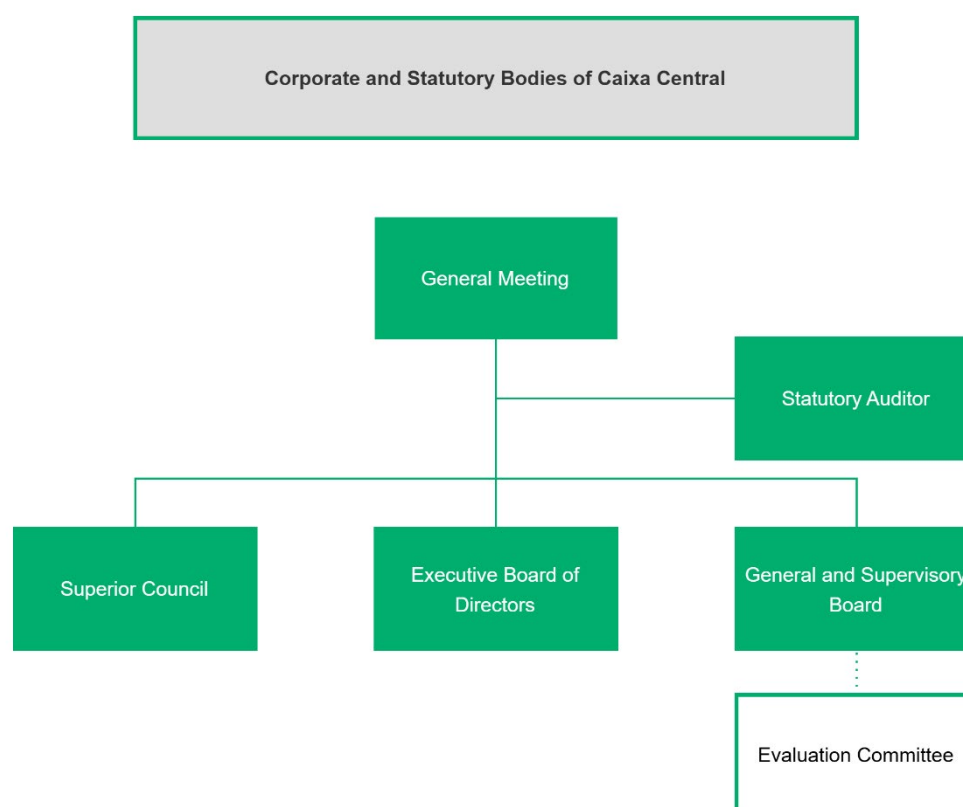 Corporate and Statutory Bodies of Caixa Central
General Meeting
Statutory Auditor
Superior Council
Executive Board of
Directors
General and Supervisory
Board
Evaluation Committee